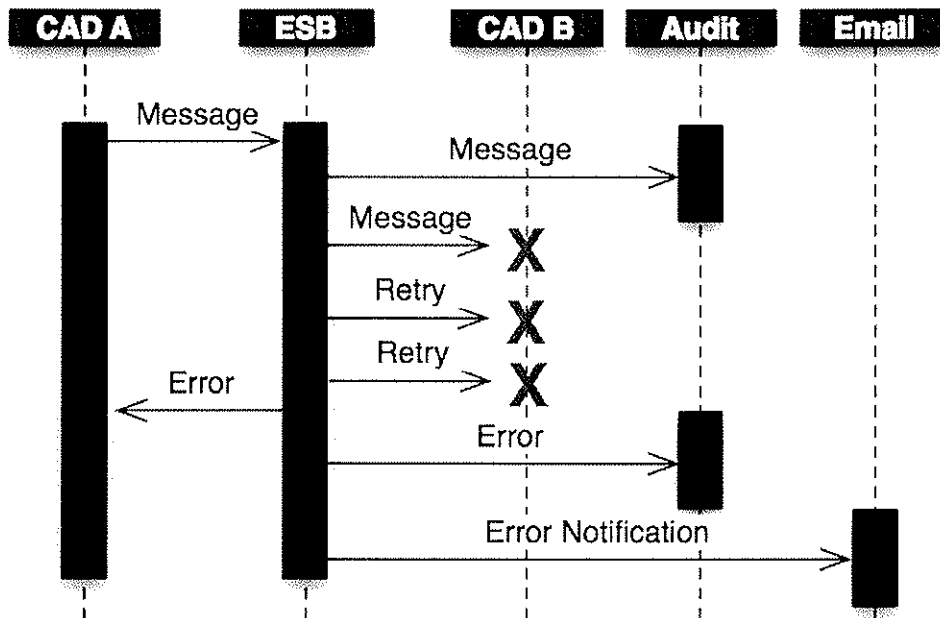 CAD A
ESB
CAD B
Audit
Email
Message
Message
Message
X
Retry
X
Retry
X
Error
Error
Error Notification